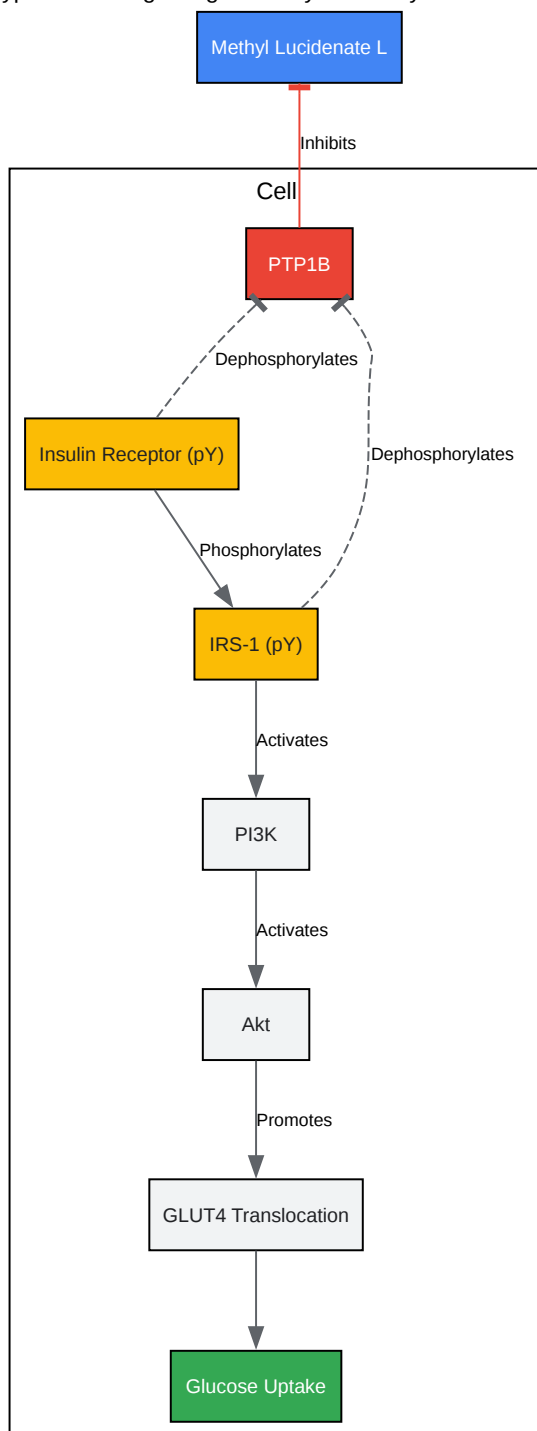 Methyl Lucidenate L
Inhibits
Cell
PTP1B
Dephosphorylates
Insulin Receptor (pY)
Dephosphorylates
Phosphorylates
IRS-1 (pY)
Activates
PI3K
Activates
Akt
Promotes
GLUT4 Translocation
Glucose Uptake